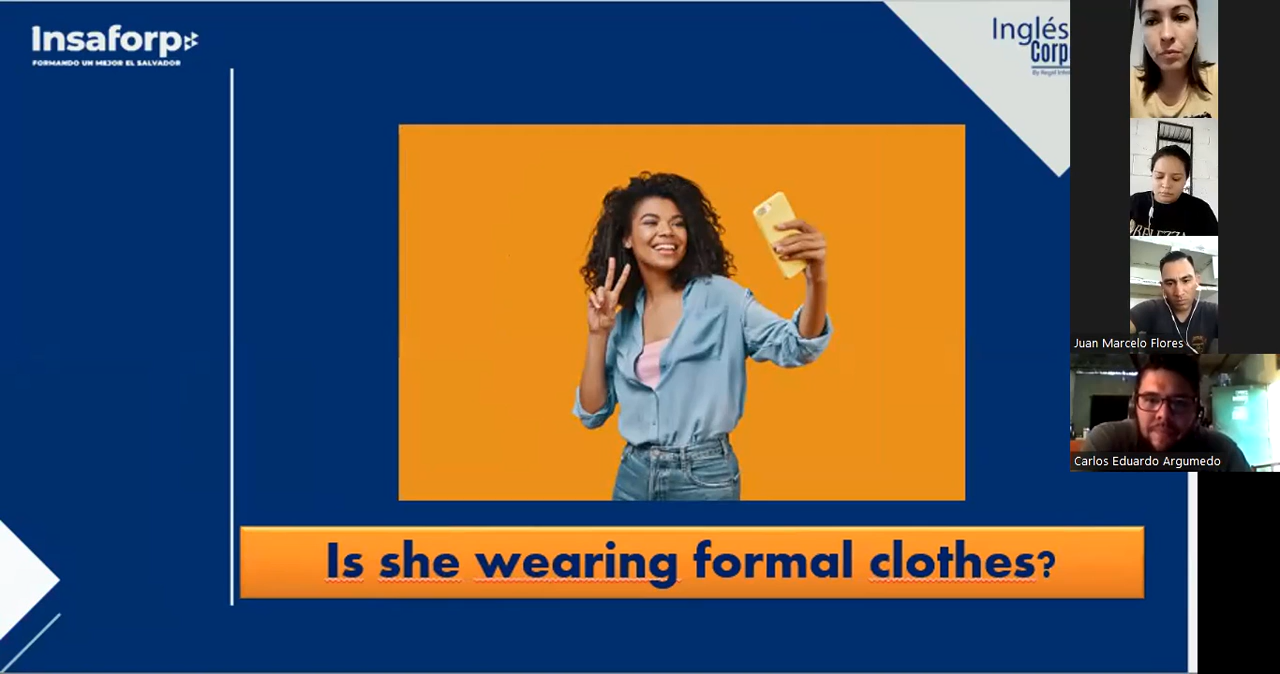 Insaforp
FORMANDO UN MEJOR EL SALVADOR
Inglés
Corp
Juan Marcelo Flores
Carlos Eduardo Argumedo
Is she wearing formal clothes?